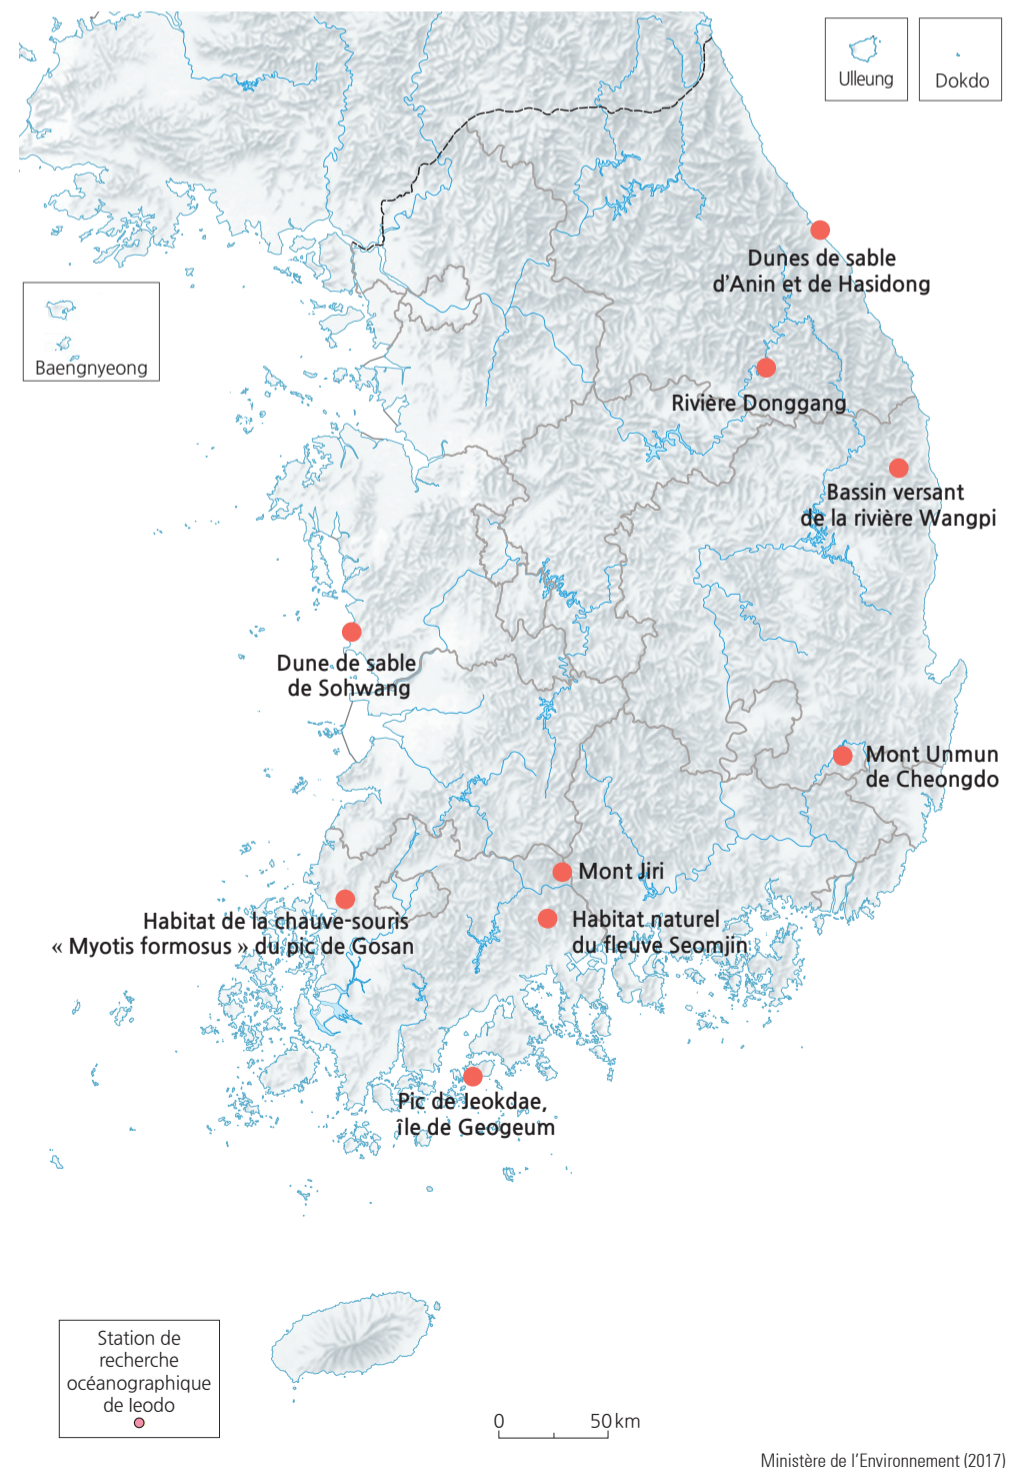 Ulleung
Dokdo
Dunes de sable
d'Anin et de Hasidong
Baengnyeong
Rivière Donggang
Bassin versant
de la rivière Wangpi
Dune de sable
de Sohwang
Mont Unmun
de Cheongdo
Mont Jiri
Habitat de la chauve-souris
« Myotis formosus » du pic de Gosan
Habitat naturel
du fleuve Seomjin
Pic de Jeokdae,
île de Geogeum
Station de
recherche
océanographique
de Ieodo
0 50 km
Ministère de l'Environnement (2017)